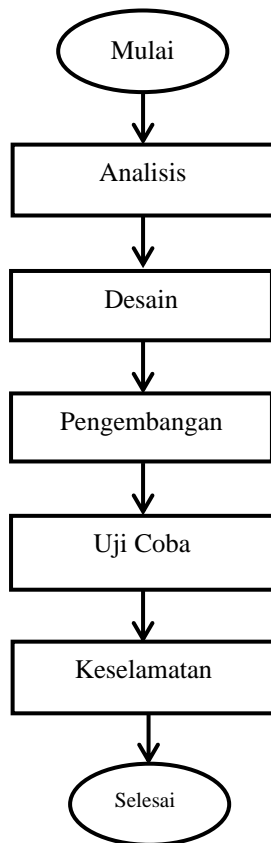 Mulai
Analisis
Desain
Pengembangan
Uji Coba
Keselamatan
Selesai